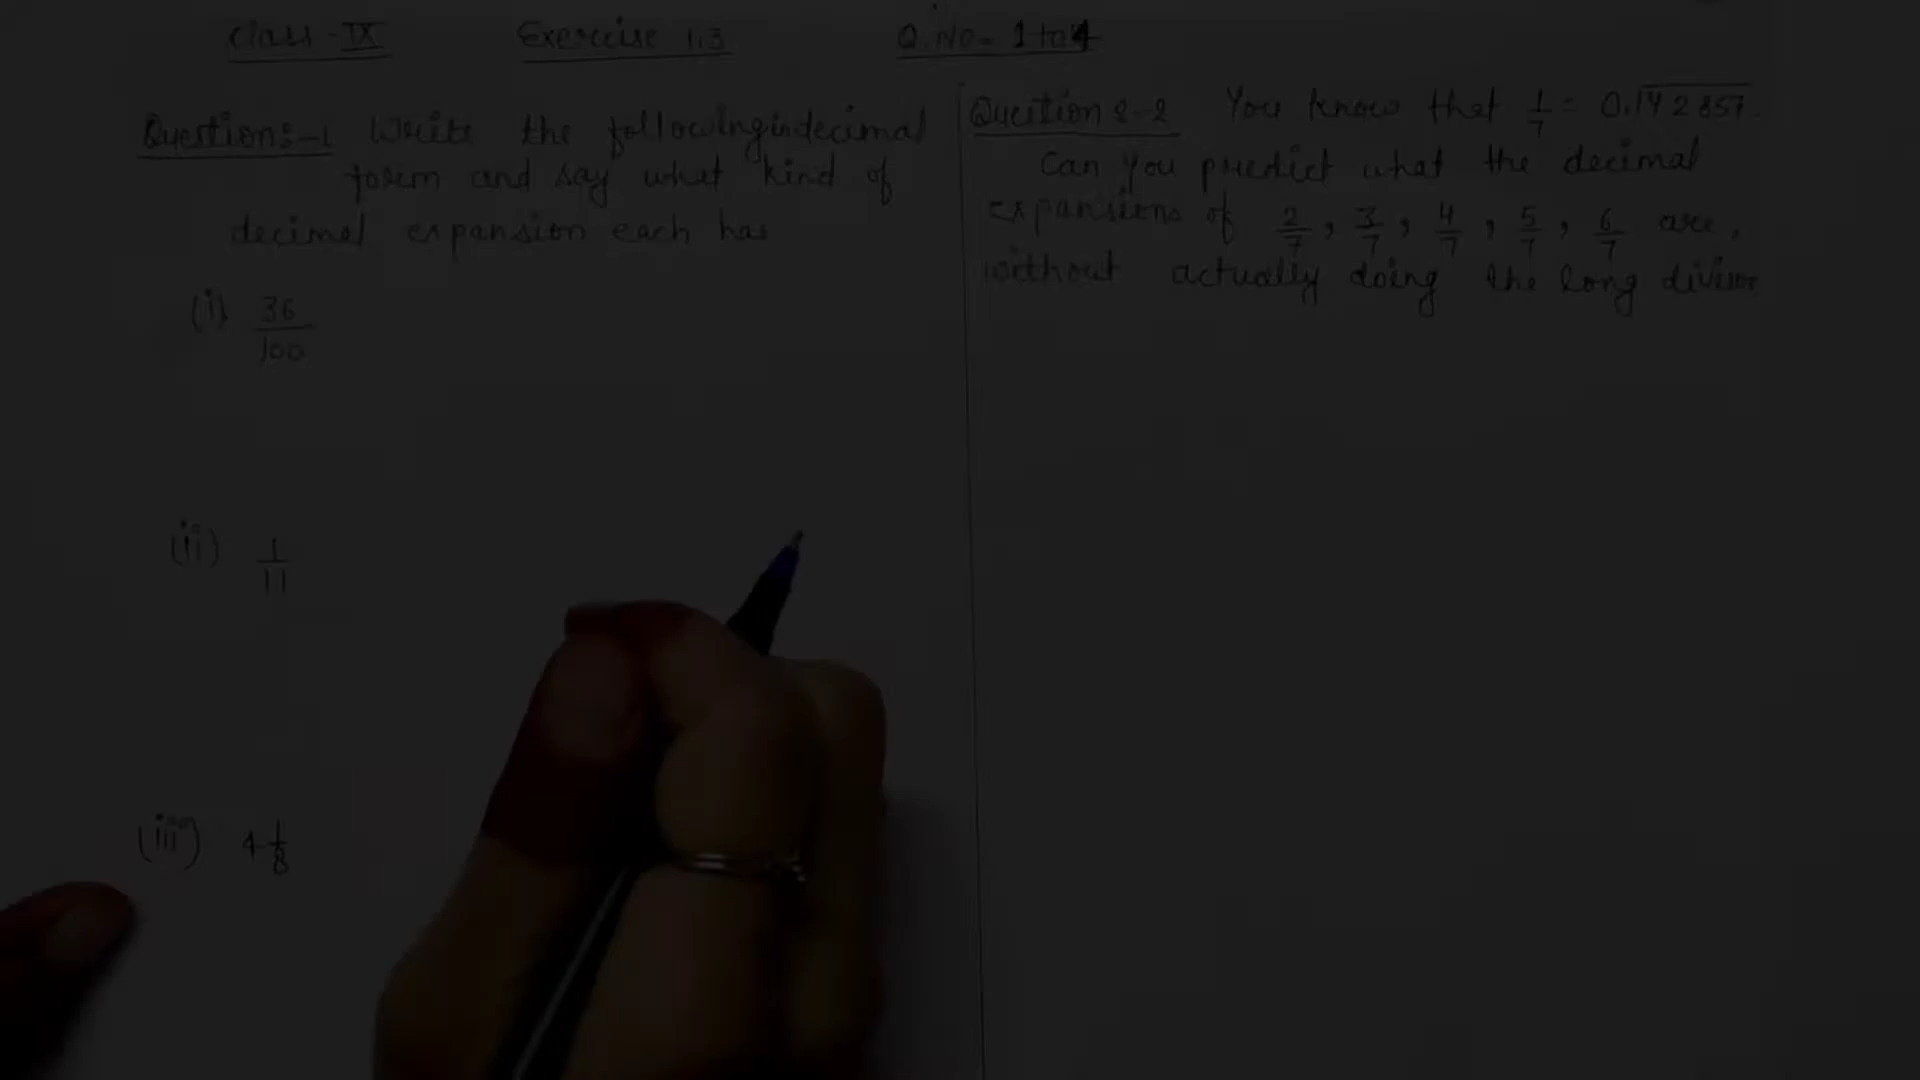 Class - IX Exercise 1.3 Q.NO- 1 to 4
Question:-1 Write the following in decimal
form and say what kind of
decimal expansion each has
(i) 36/100
(ii) 1/11
(iii) 4 1/8
Question 2-2 You know that 1/7 = 0.142857.
Can you predict what the decimal
expansions of 2/7, 3/7, 4/7, 5/7, 6/7 are,
without actually doing the long division